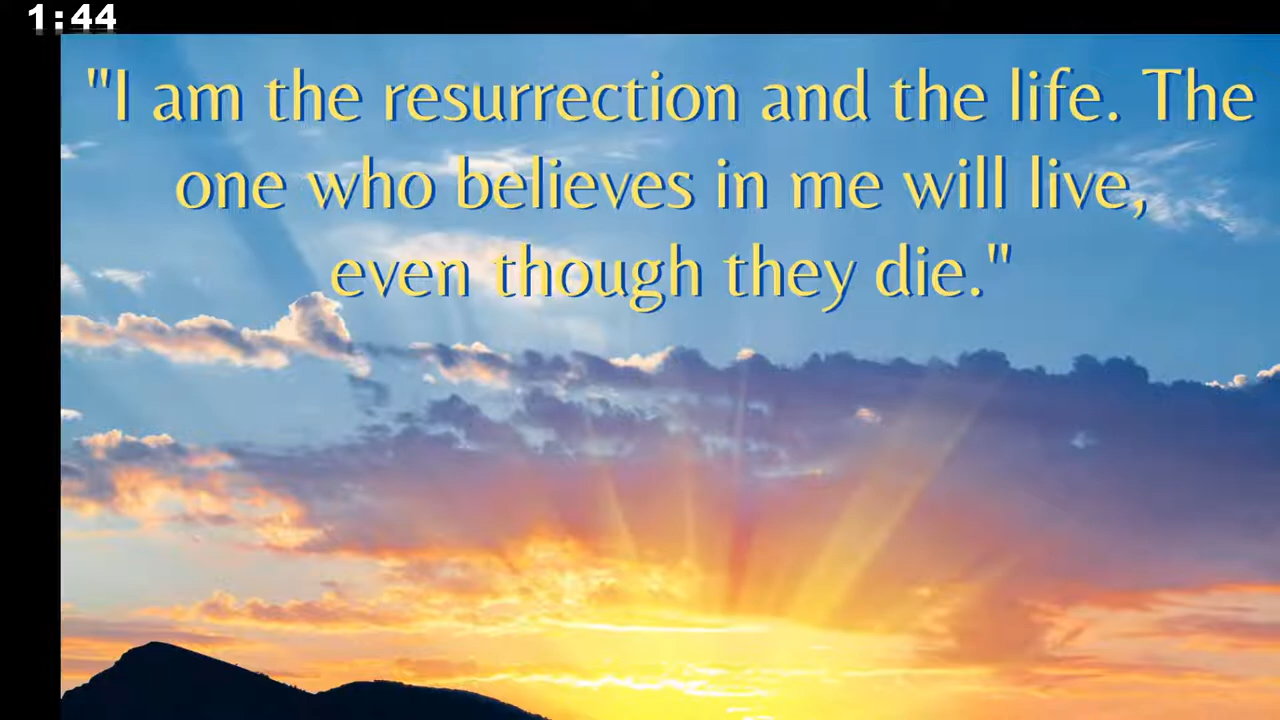 1:44
"I am the resurrection and the life. The
one who believes in me will live,
even though they die."